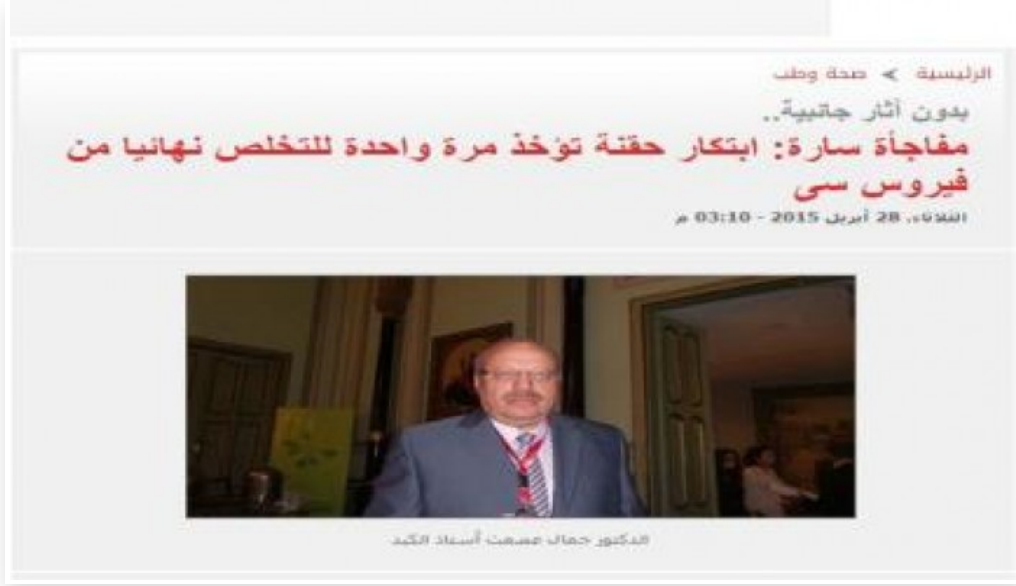 الرئيسية > صحة وطب
بدون أثار جانبية..
مفاجأة سارة: ابتكار حقنة تؤخذ مرة واحدة للتخلص نهائيا من
فيروس سى
الثلاثاء، 28 أبريل 2015 - 03:10 م
الدكتور جمال عصمت أستاذ الكبد